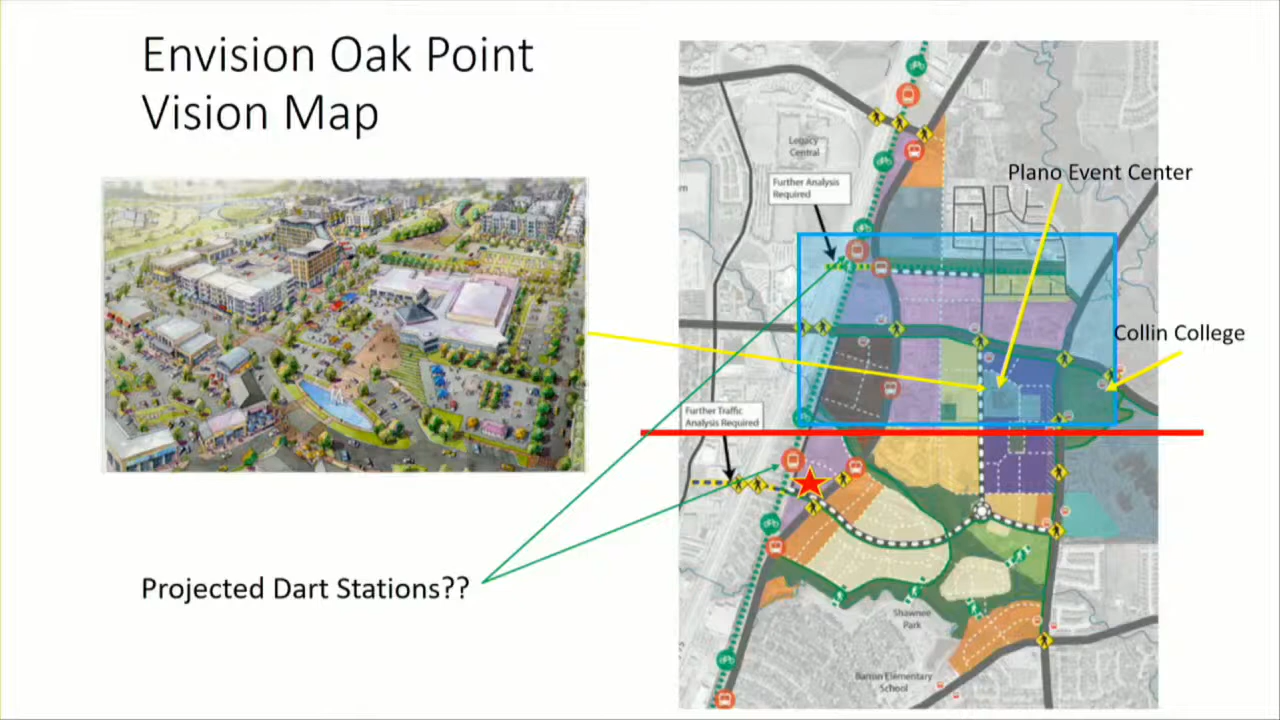 Envision Oak Point
Vision Map
Plano Event Center
Legacy
Central
Further Analysis
Required
Collin College
Further Traffic
Analysis Required
Projected Dart Stations??
Shawnee
Park
Barron Elementary
School